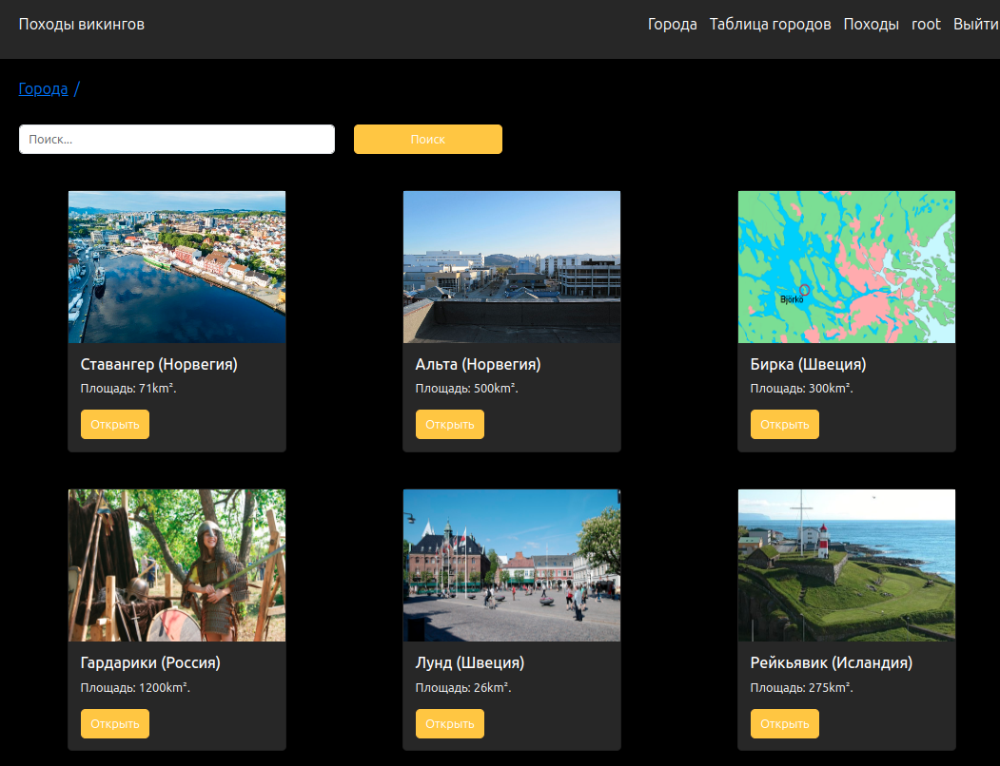 Походы викингов
Города Таблица городов Походы root Выйти
Города /
Поиск... Поиск
Björkö
Ставангер (Норвегия) Альта (Норвегия) Бирка (Швеция)
Площадь: 71km². Площадь: 500km². Площадь: 300km².
Открыть Открыть Открыть
Гардарики (Россия) Лунд (Швеция) Рейкьявик (Исландия)
Площадь: 1200km². Площадь: 26km². Площадь: 275km².
Открыть Открыть Открыть